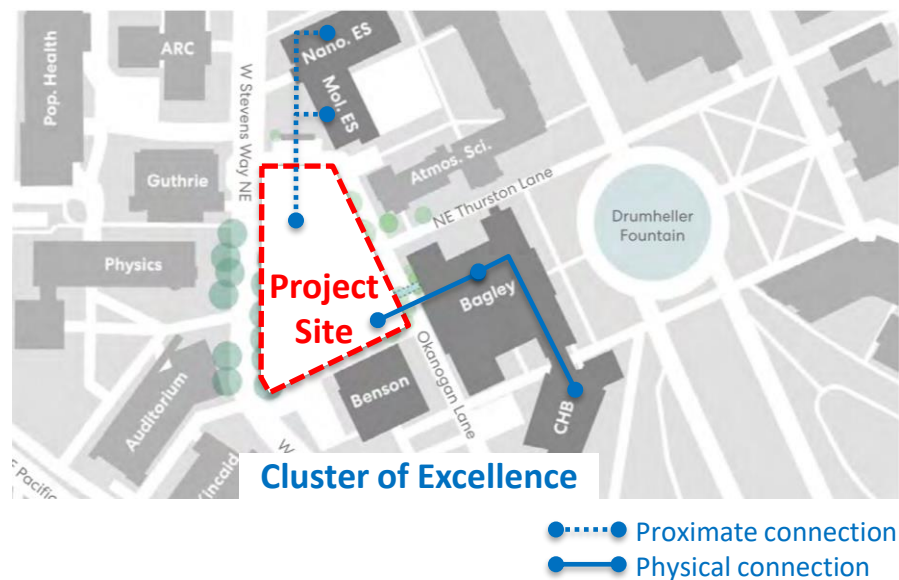 Nano. ES
ARC
Pop. Health
Mol. ES
W Stevens Way NE
Atmos. Sci.
Guthrie
NE Thurston Lane
Drumheller
Fountain
Physics
Project
Site
Bagley
Okanogan Lane
Benson
Auditorium
CHB
W
Pacific
Cluster of Excellence
Proximate connection
Physical connection